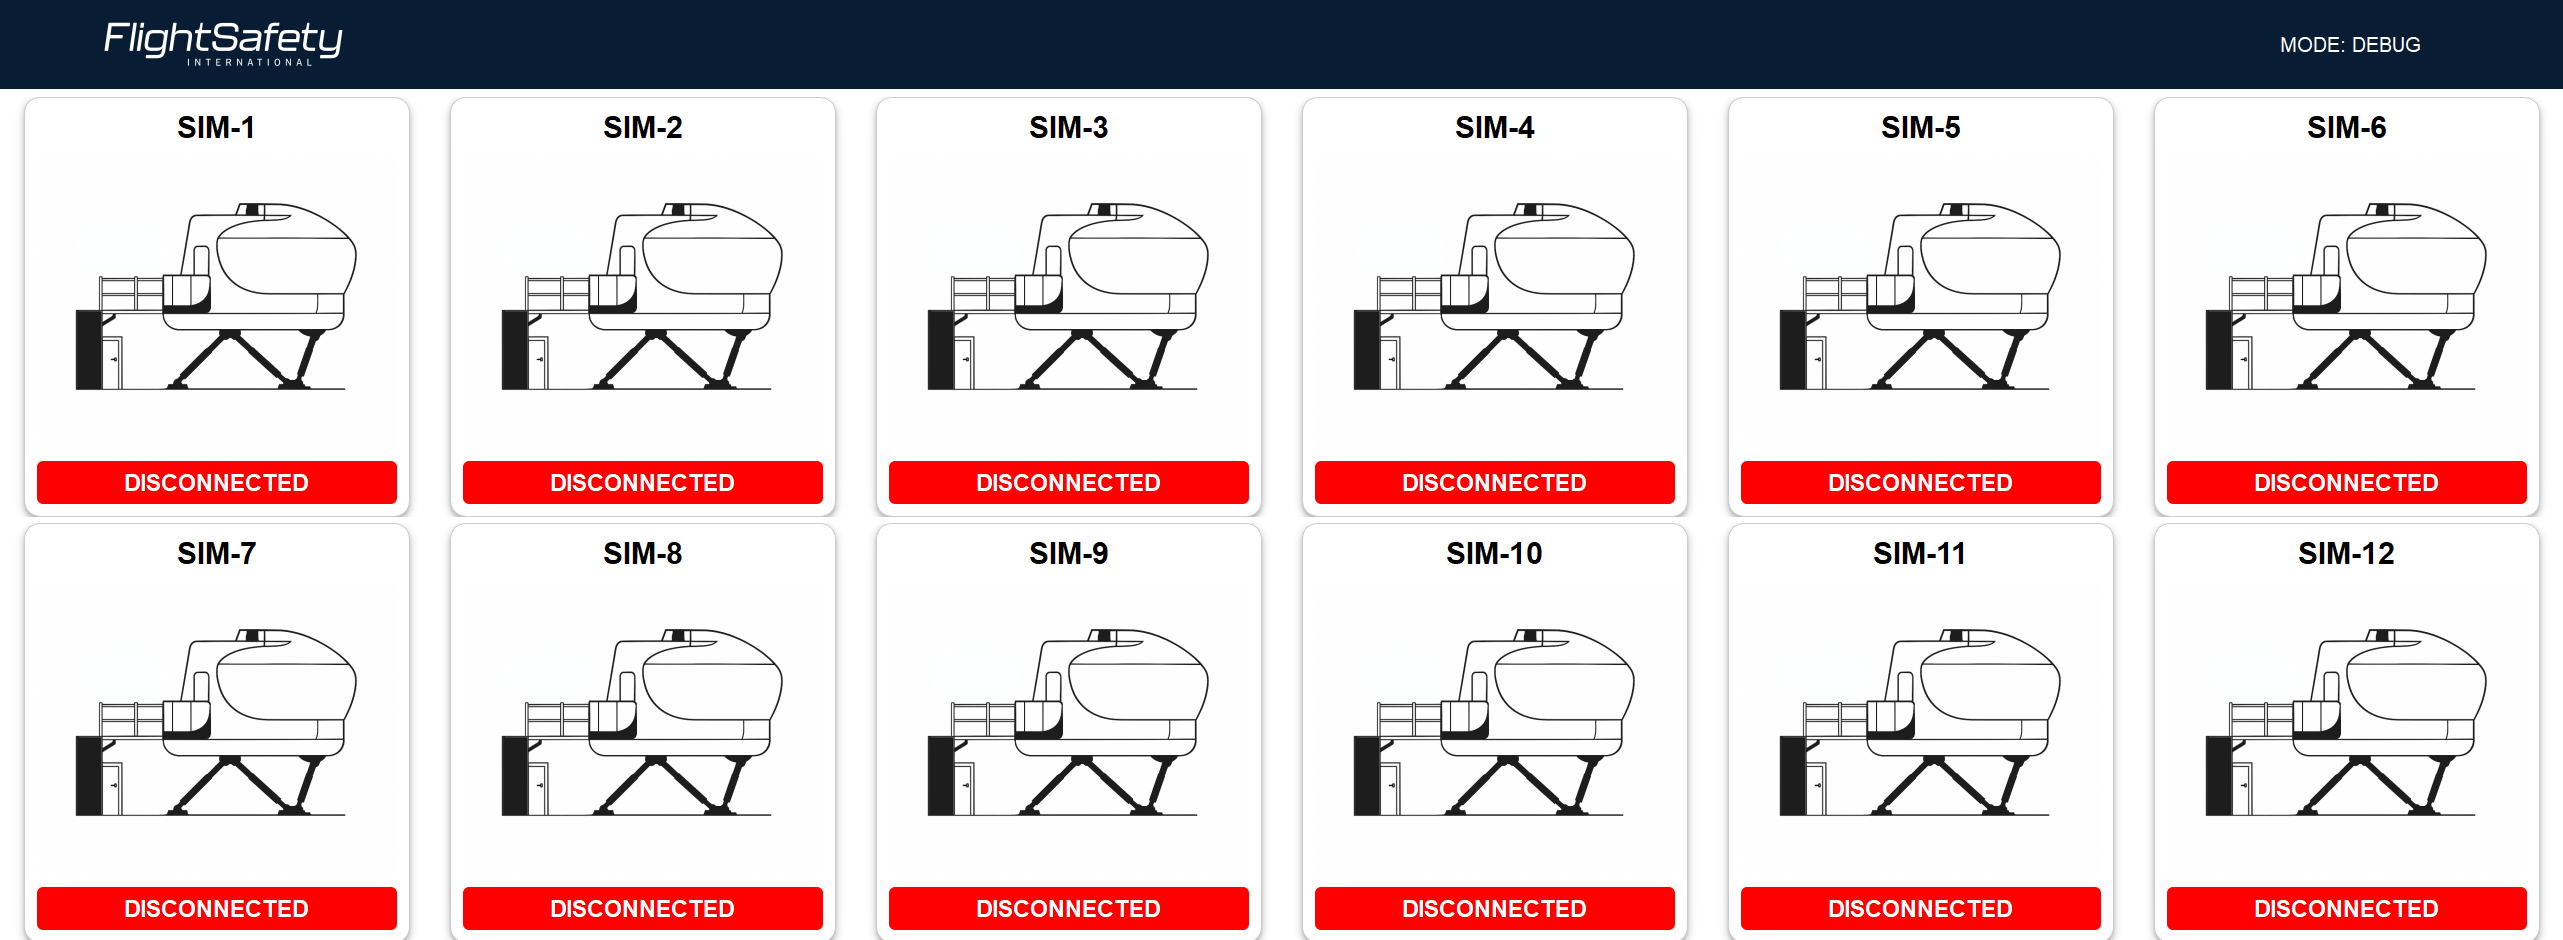 FlightSafety
INTERNATIONAL
MODE: DEBUG
SIM-1
SIM-2
SIM-3
SIM-4
SIM-5
SIM-6
DISCONNECTED
DISCONNECTED
DISCONNECTED
DISCONNECTED
DISCONNECTED
DISCONNECTED
SIM-7
SIM-8
SIM-9
SIM-10
SIM-11
SIM-12
DISCONNECTED
DISCONNECTED
DISCONNECTED
DISCONNECTED
DISCONNECTED
DISCONNECTED